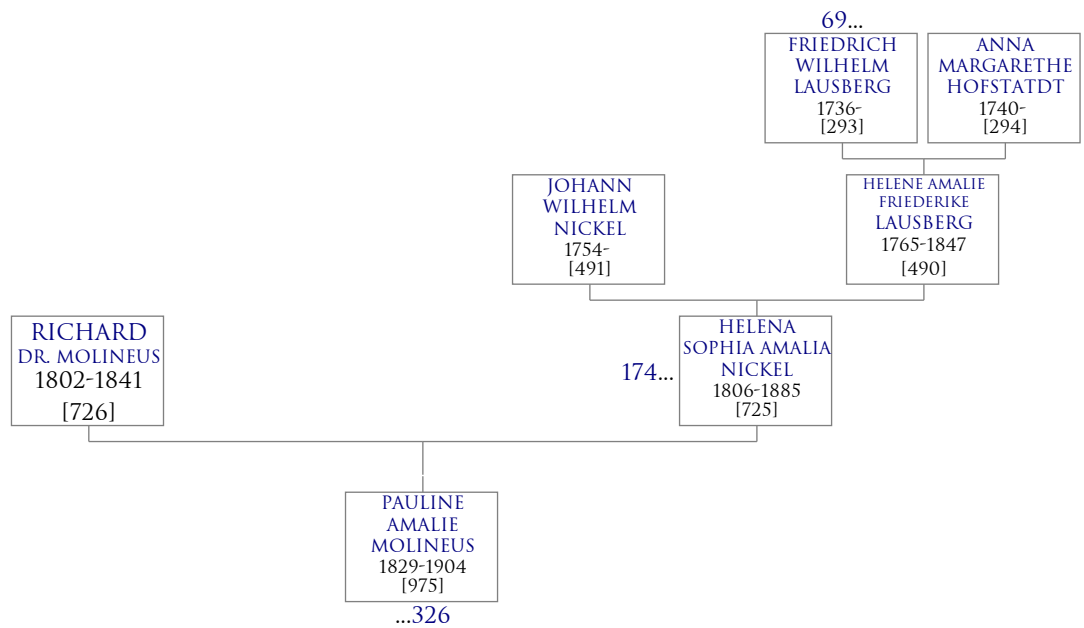 69...
FRIEDRICH
WILHELM
LAUSBERG
1736-
[293]
ANNA
MARGARETHE
HOFSTATDT
1740-
[294]
JOHANN
WILHELM
NICKEL
1754-
[491]
HELENE AMALIE
FRIEDERIKE
LAUSBERG
1765-1847
[490]
RICHARD
DR. MOLINEUS
1802-1841
[726]
174...
HELENA
SOPHIA AMALIA
NICKEL
1806-1885
[725]
PAULINE
AMALIE
MOLINEUS
1829-1904
[975]
...326